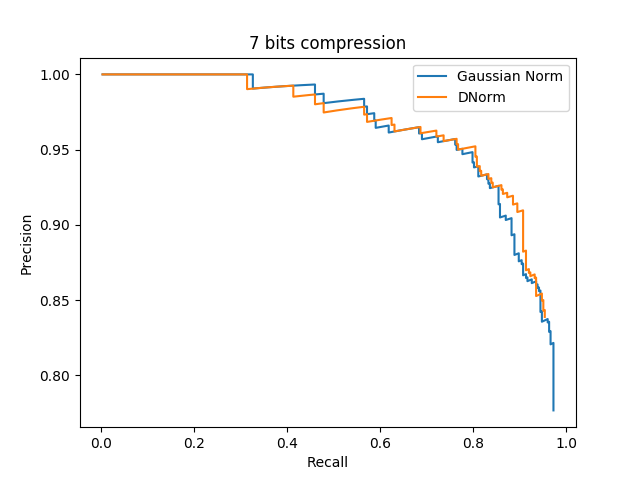 7 bits compression
Gaussian Norm
DNorm
1.00
0.95
0.90
0.85
0.80
Precision
0.0 0.2 0.4 0.6 0.8 1.0
Recall